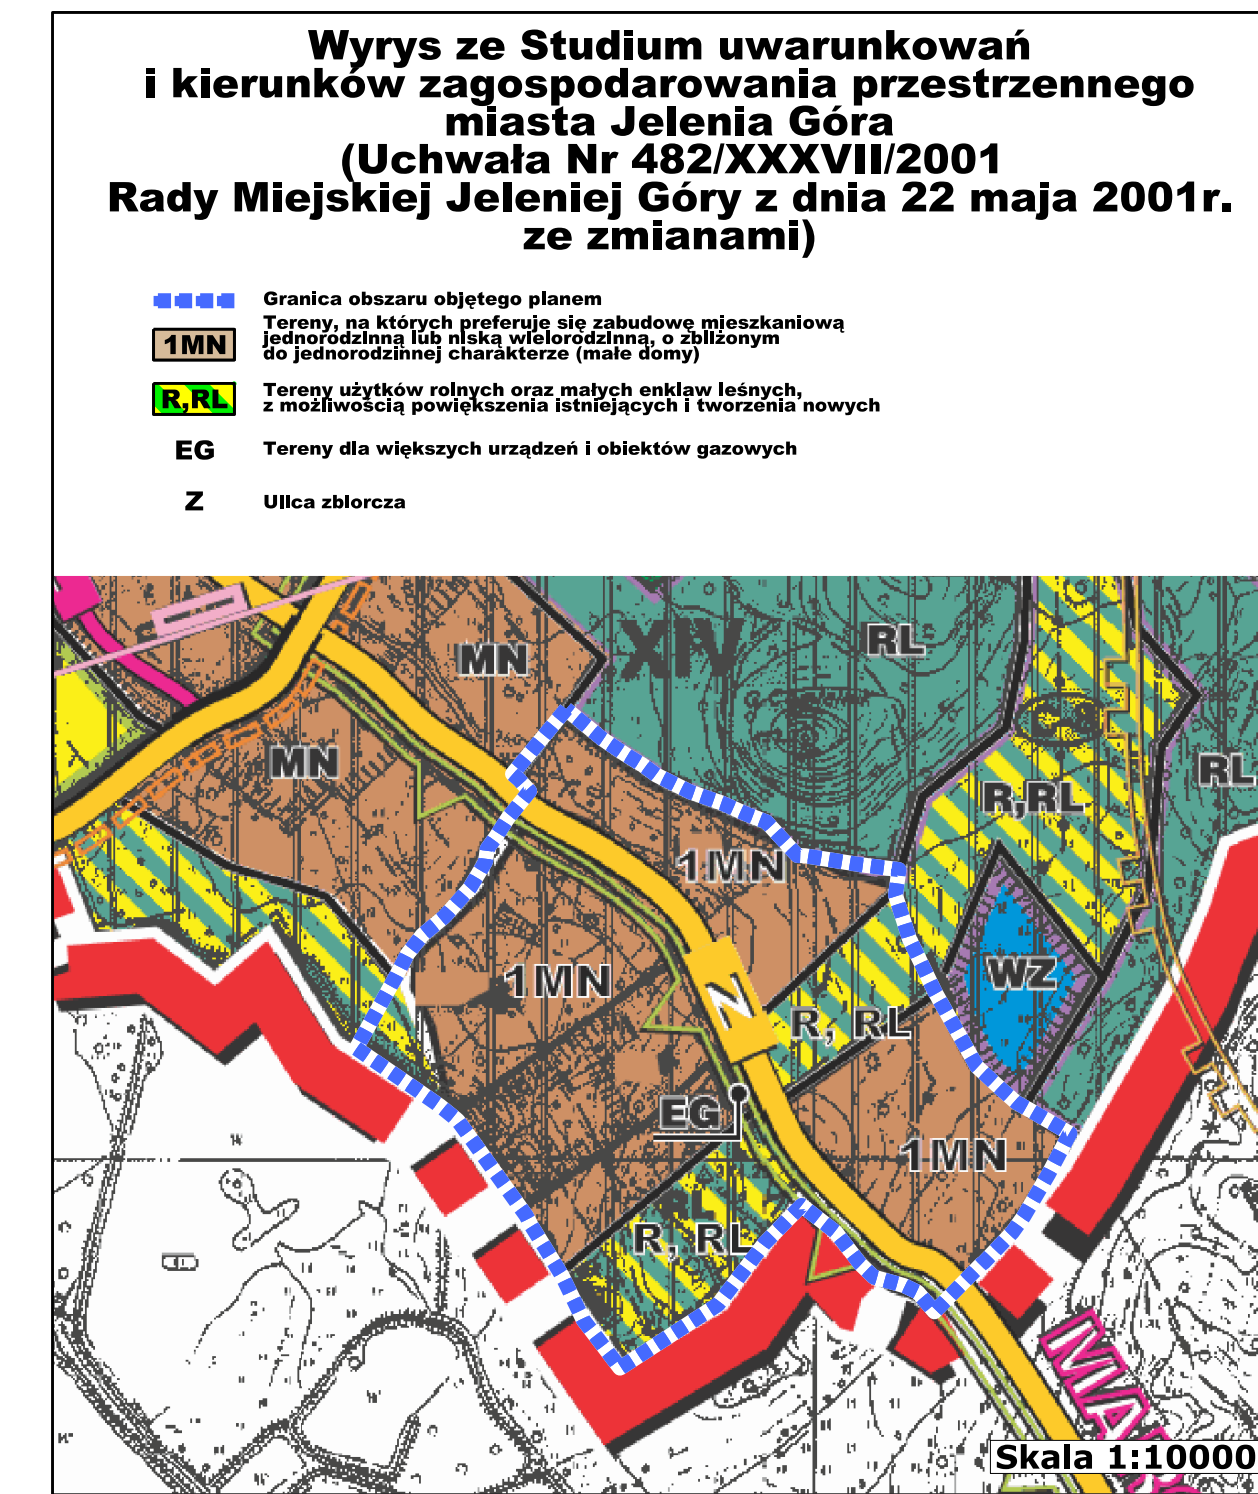 Wyrys ze Studium uwarunkowań
i kierunków zagospodarowania przestrzennego
miasta Jelenia Góra
(Uchwała Nr 482/XXXVII/2001
Rady Miejskiej Jeleniej Góry z dnia 22 maja 2001r.
ze zmianami)
Granica obszaru objętego planem
1MN
Tereny, na których preferuje się zabudowę mieszkaniową
jednorodzinną lub niską wielorodzinną, o zbliżonym
do jednorodzinnej charakterze (małe domy)
R,RL
Tereny użytków rolnych oraz małych enklaw leśnych,
z możliwością powiększenia istniejących i tworzenia nowych
EG
Tereny dla większych urządzeń i obiektów gazowych
Z
Ulica zbiorcza
XIV
RL
MN
MN
RL
R,RL
1MN
1MN
WZ
Z
R, RL
EG
1MN
RL
R, RL
Skala 1:10000